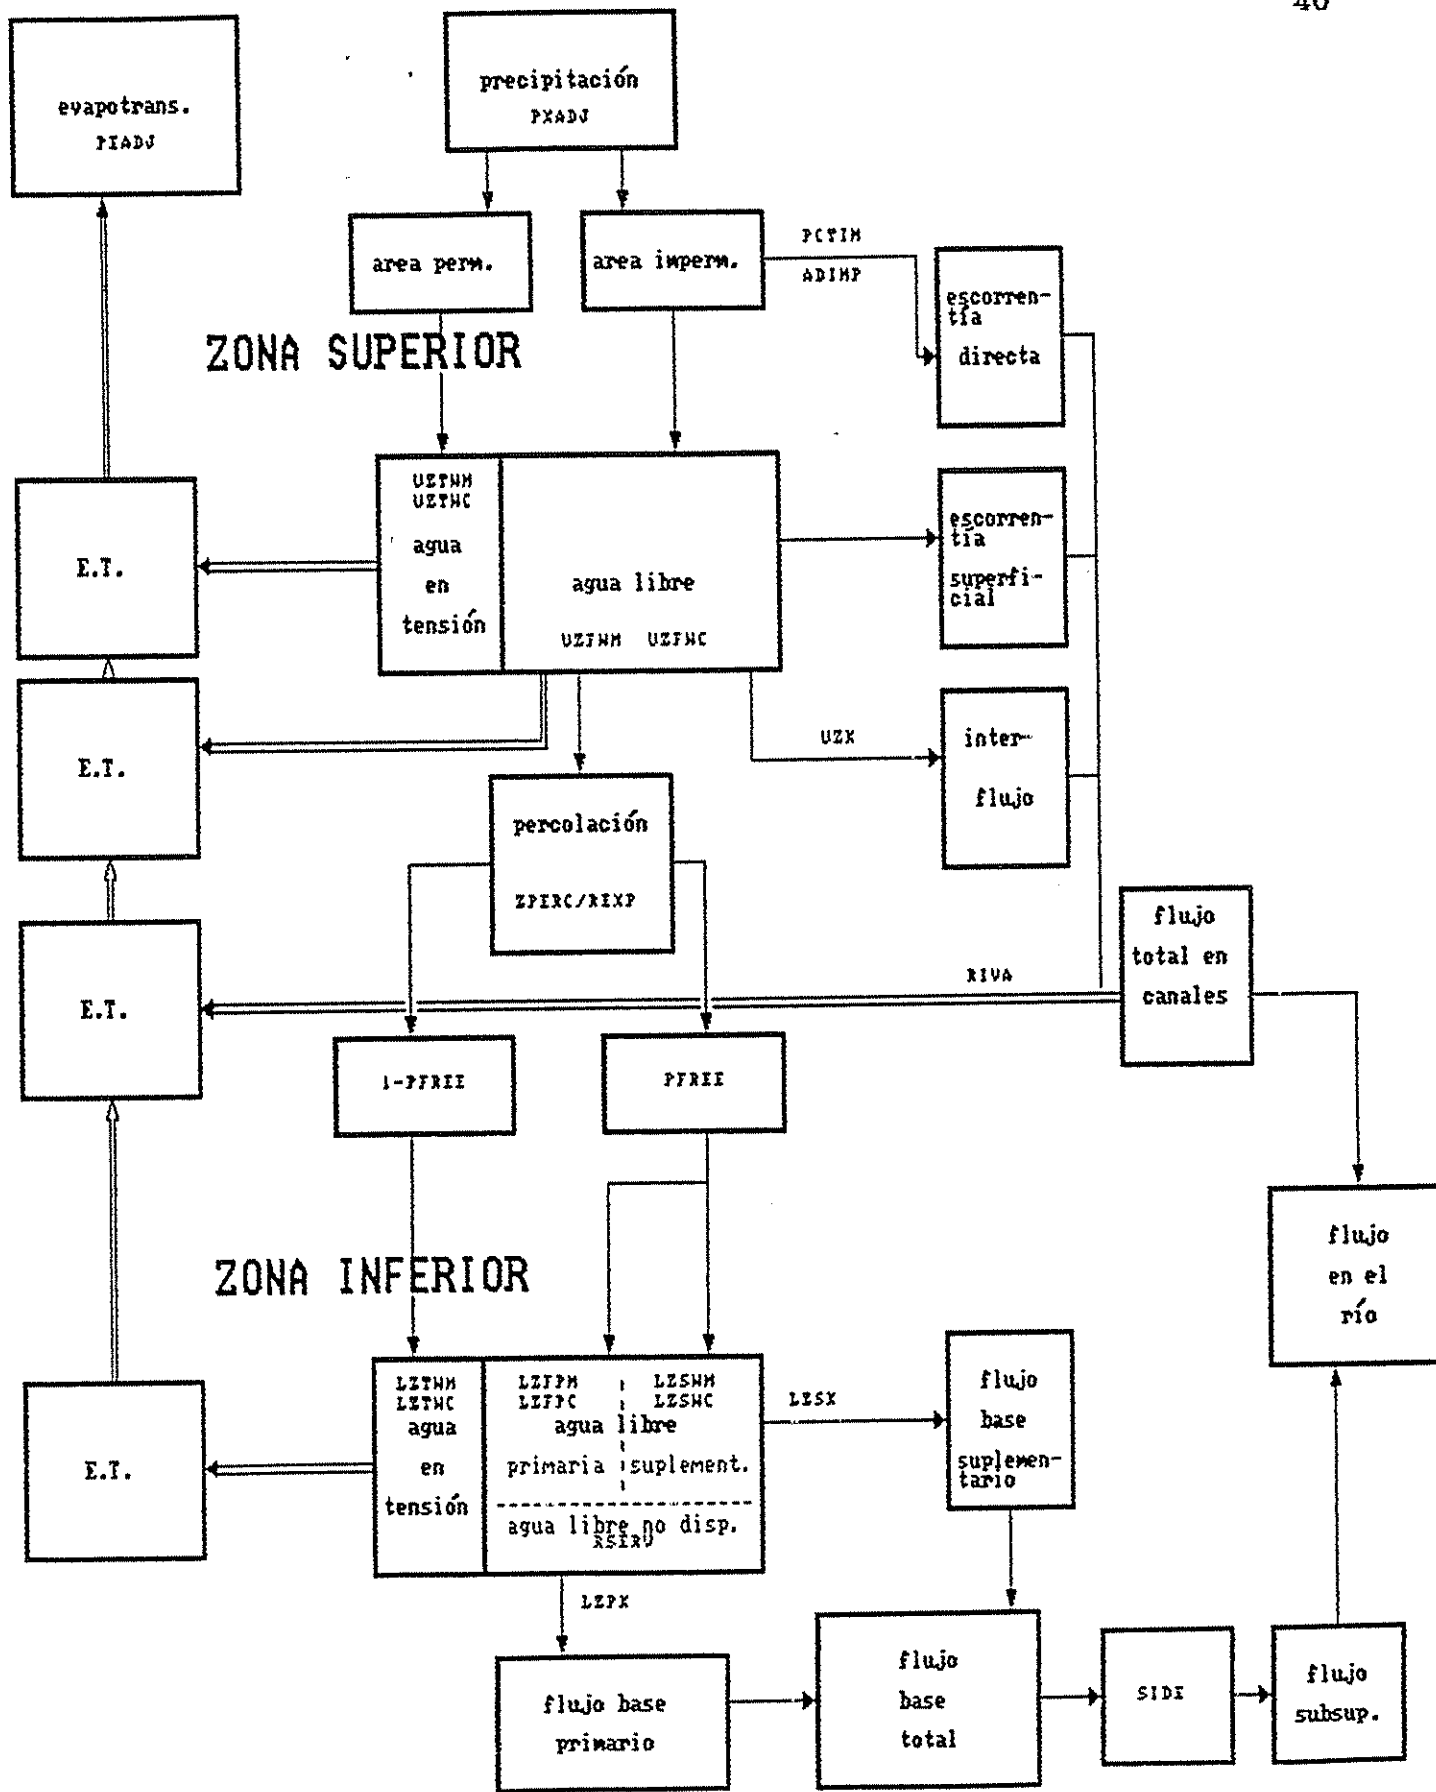 40
evapotrans.
PTADJ
precipitación
PXADJ
area perm.
area imperm.
PCTIM
ADIMP
escorren-
tía
directa
ZONA SUPERIOR
UZTWM
UZTWC
agua
en
tensión
agua libre
UZFWM UZFWC
E.T.
escorren-
tía
superfi-
cial
E.T.
UZK
inter-
flujo
percolación
ZPERC/REXP
flujo
total en
canales
RIVA
E.T.
1-PFREE
PFREE
flujo
en el
río
ZONA INFERIOR
LZTWM
LZTWC
agua
en
tensión
LZFPM
LZFPC
LZSWM
LZSWC
agua libre
primaria
suplement.
agua libre no disp.
RSERV
LZSK
flujo
base
suplemen-
tario
E.T.
LZPK
flujo base
primario
flujo
base
total
SIDE
flujo
subsup.